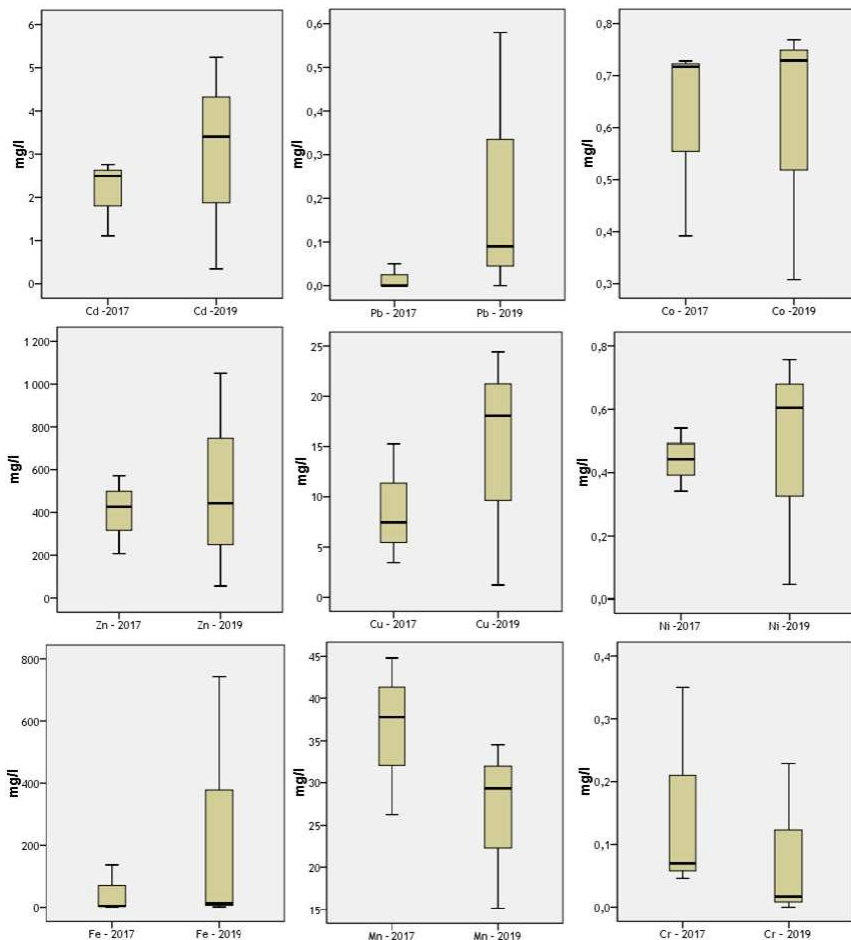 6
5
4
3
2
1
0
mg/l
Cd -2017
Cd -2019
0,6
0,5
0,4
0,3
0,2
0,1
0,0
mg/l
Pb - 2017
Pb - 2019
0,8
0,7
0,6
0,5
0,4
0,3
mg/l
Co - 2017
Co -2019
1 200
1 000
800
600
400
200
0
mg/l
Zn - 2017
Zn - 2019
25
20
15
10
5
0
mg/l
Cu - 2017
Cu - 2019
0,8
0,6
0,4
0,2
0,0
mg/l
Ni -2017
Ni -2019
800
600
400
200
0
mg/l
Fe - 2017
Fe - 2019
45
40
35
30
25
20
15
mg/l
Mn - 2017
Mn - 2019
0,4
0,3
0,2
0,1
0,0
mg/l
Cr - 2017
Cr - 2019